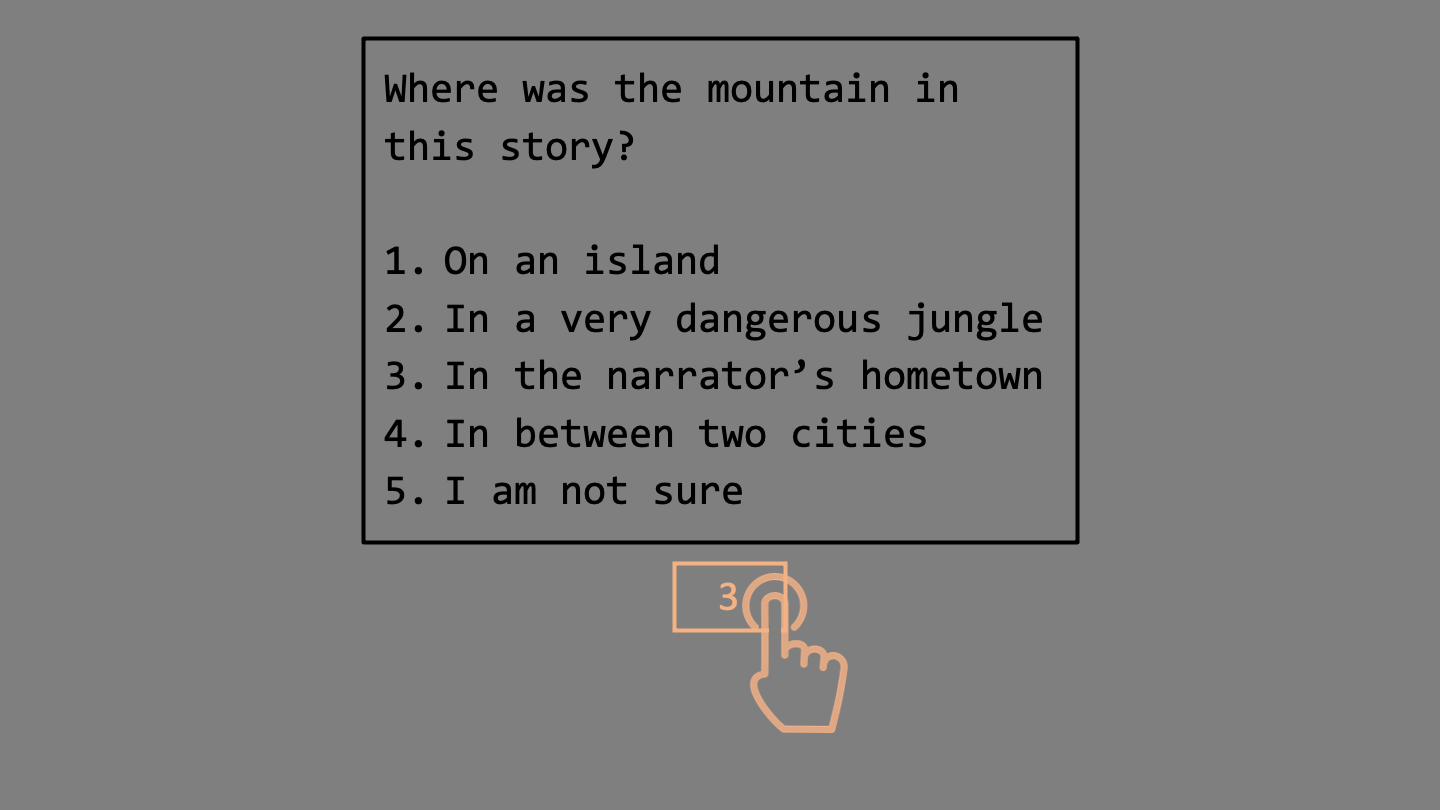 Where was the mountain in
this story?
1. On an island
2. In a very dangerous jungle
3. In the narrator’s hometown
4. In between two cities
5. I am not sure
3